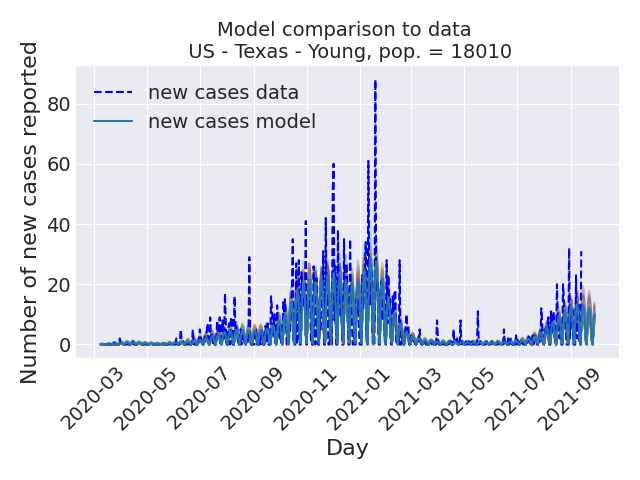 Model comparison to data
US - Texas - Young, pop. = 18010
Number of new cases reported
80
60
40
20
0
new cases data
new cases model
2020-03
2020-05
2020-07
2020-09
2020-11
2021-01
2021-03
2021-05
2021-07
2021-09
Day